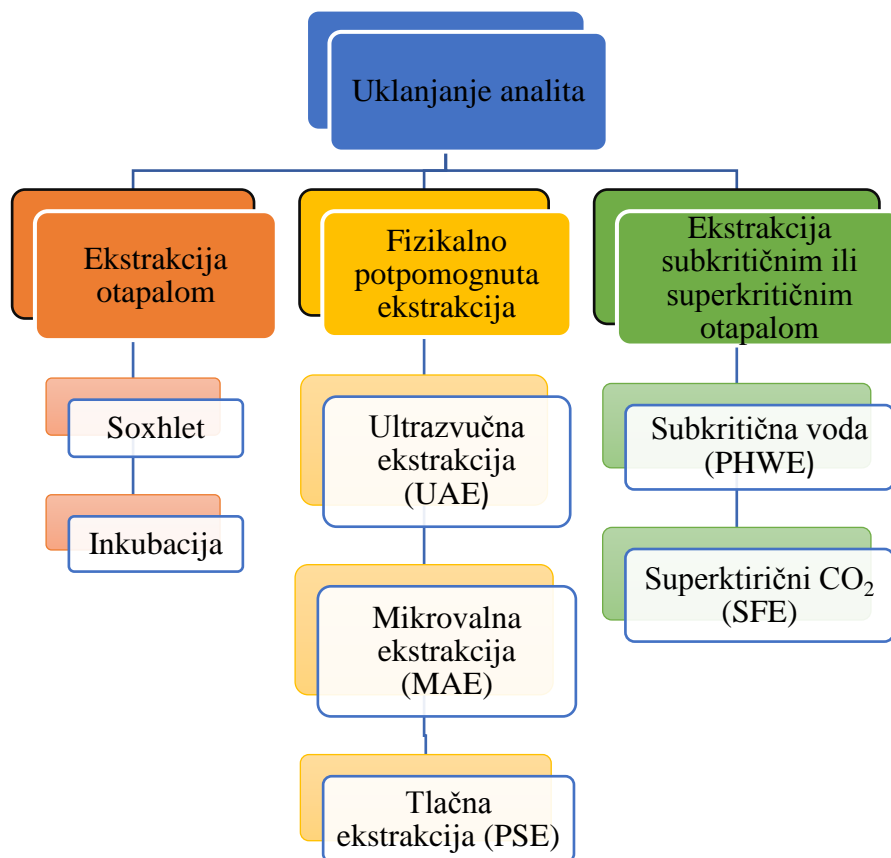 Uklanjanje analita
Ekstrakcija
otapalom
Soxhlet
Inkubacija
Fizikalno
potpomognuta
ekstrakcija
Ultrazvučna
ekstrakcija
(UAE)
Mikrovalna
ekstrakcija
(MAE)
Tlačna
ekstrakcija (PSE)
Ekstrakcija
subkritičnim ili
superkritičnim
otapalom
Subkritična voda
(PHWE)
Superktirični CO₂
(SFE)